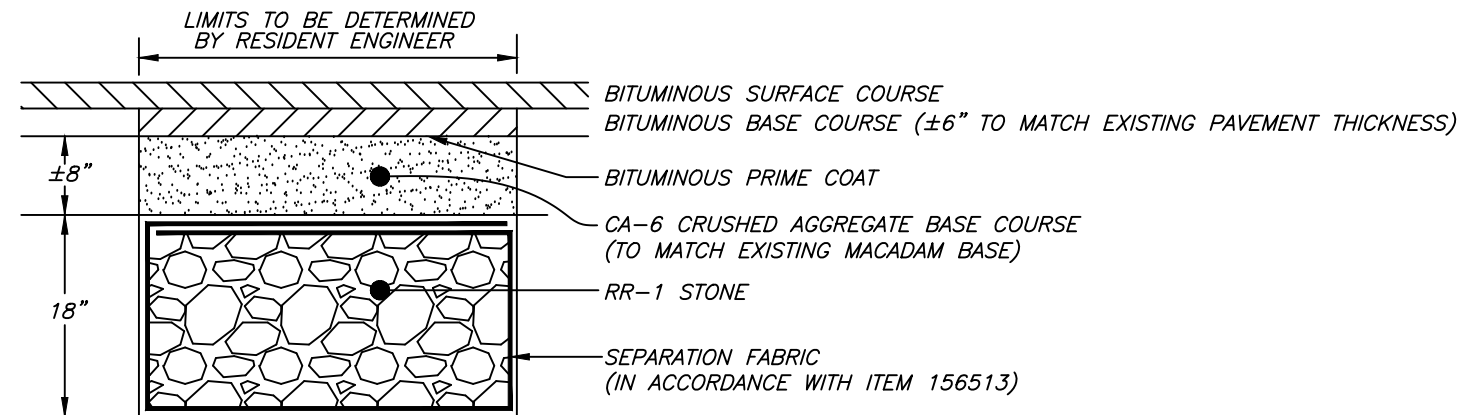 LIMITS TO BE DETERMINED
BY RESIDENT ENGINEER
BITUMINOUS SURFACE COURSE
BITUMINOUS BASE COURSE (±6" TO MATCH EXISTING PAVEMENT THICKNESS)
±8"
BITUMINOUS PRIME COAT
CA-6 CRUSHED AGGREGATE BASE COURSE
(TO MATCH EXISTING MACADAM BASE)
18"
RR-1 STONE
SEPARATION FABRIC
(IN ACCORDANCE WITH ITEM 156513)